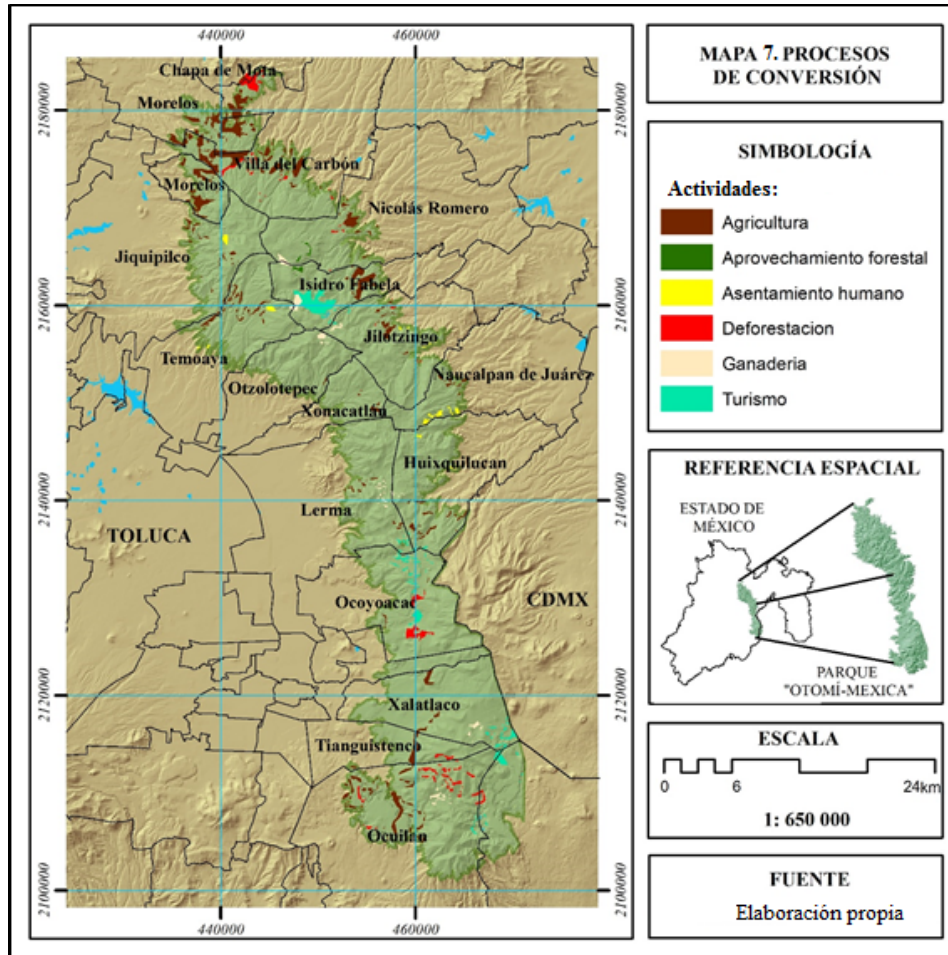 440000
460000
MAPA 7. PROCESOS
DE CONVERSIÓN
Chapa de Mota
2180000
2180000
Morelos
Villa del Carbón
Morelos
Nicolás Romero
Jiquipilco
Isidro Fabela
2160000
2160000
Jilotzingo
Temoaya
Naucalpan de Juárez
Otzolotepec
Xonacatlán
Huixquilucan
2140000
2140000
Lerma
TOLUCA
CDMX
Ocoyoacac
2120000
2120000
Xalatlaco
Tianguistenco
Ocuilan
2100000
2100000
440000
460000
SIMBOLOGÍA
Actividades:
Agricultura
Aprovechamiento forestal
Asentamiento humano
Deforestacion
Ganaderia
Turismo
REFERENCIA ESPACIAL
ESTADO DE
MÉXICO
PARQUE
"OTOMÍ-MEXICA"
ESCALA
0 6 24km
1: 650 000
FUENTE
Elaboración propia